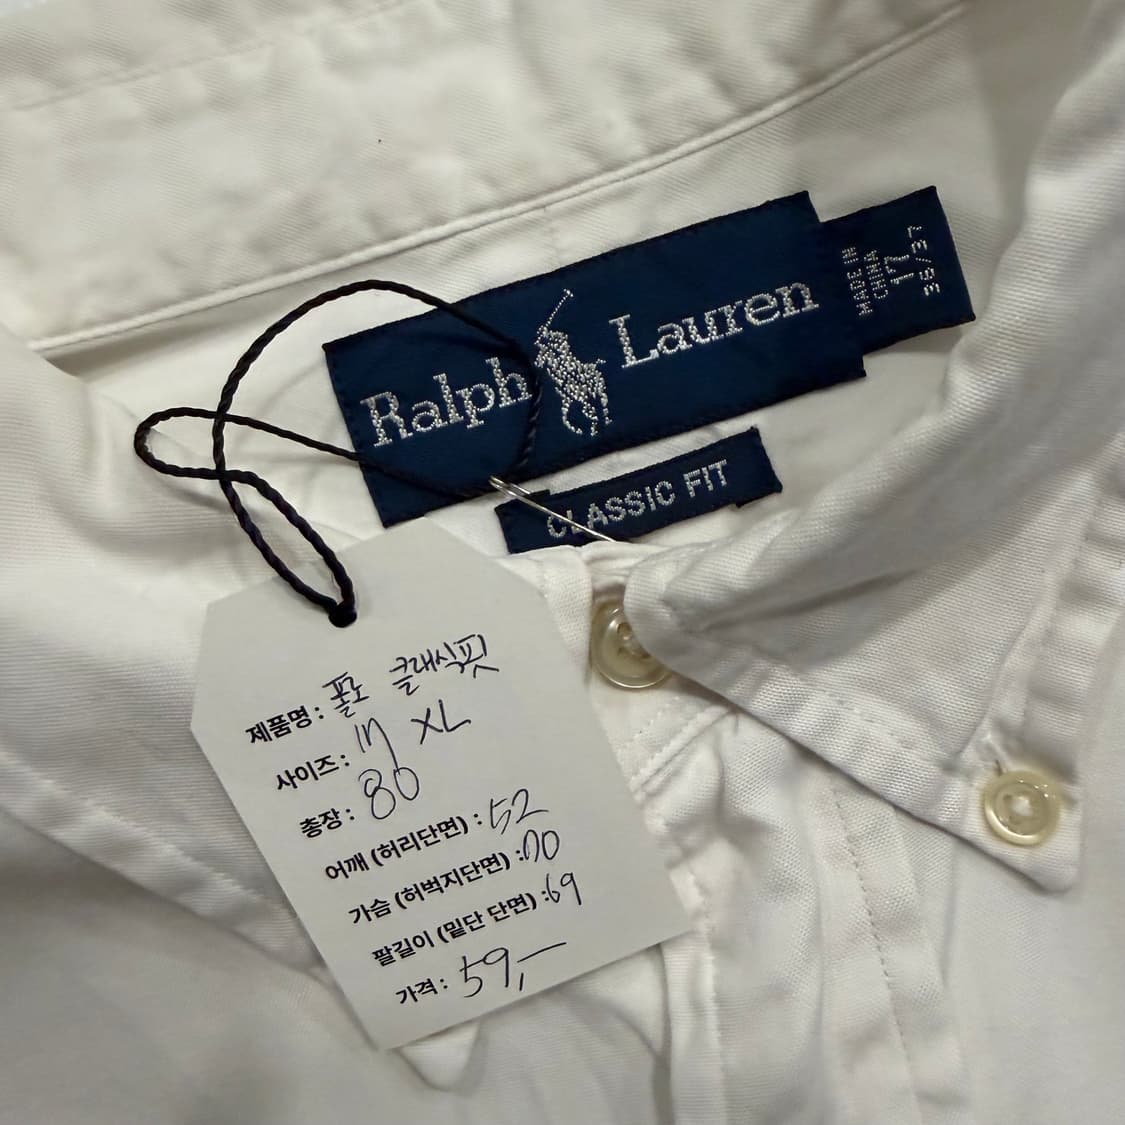 Ralph Lauren
MADE IN
CHINA
17
36/37
CLASSIC FIT
제품명 : 폴로 클래식핏
사이즈 : 17 XL
총장 : 80
어깨 (허리단면) : 52
가슴 (허벅지단면) : 70
팔길이 (밑단 단면) : 69
가격 : 59,-